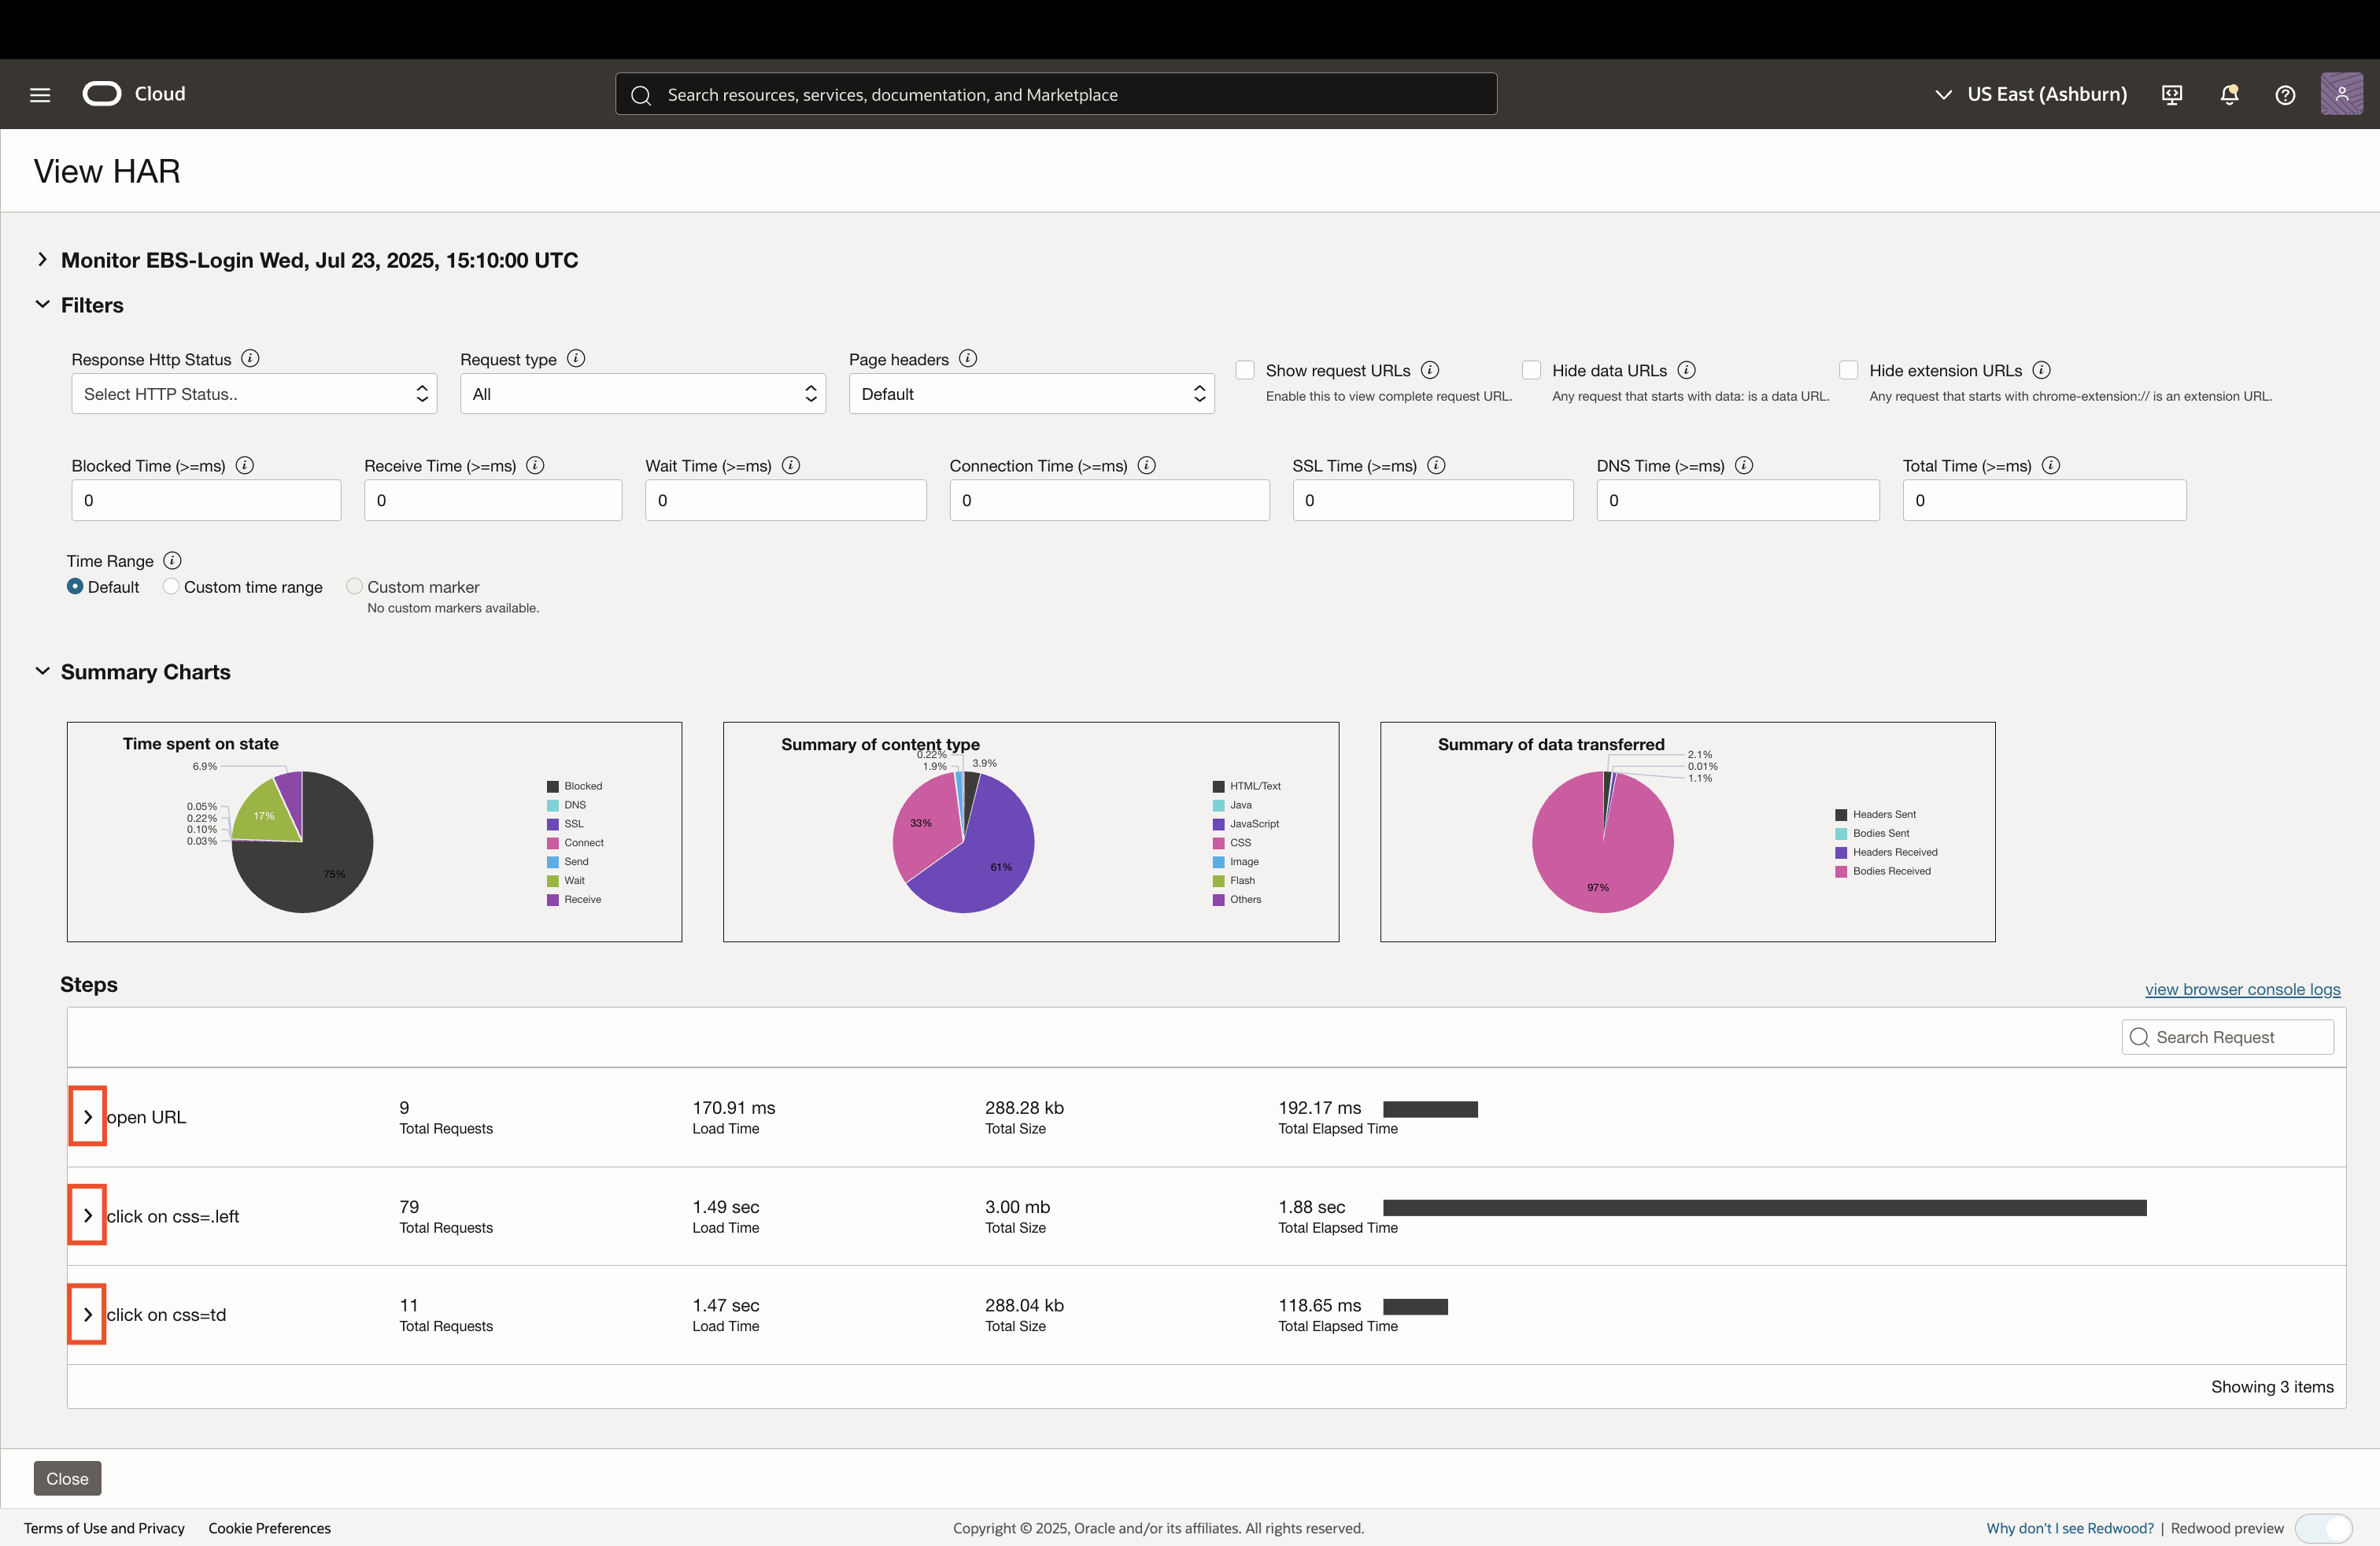 Cloud
Search resources, services, documentation, and Marketplace
US East (Ashburn)
View HAR
Monitor EBS-Login Wed, Jul 23, 2025, 15:10:00 UTC
Filters
Response Http Status
Request type
Page headers
Show request URLs
Hide data URLs
Hide extension URLs
Select HTTP Status..
All
Default
Enable this to view complete request URL.
Any request that starts with data: is a data URL.
Any request that starts with chrome-extension:// is an extension URL.
Blocked Time (>=ms)
Receive Time (>=ms)
Wait Time (>=ms)
Connection Time (>=ms)
SSL Time (>=ms)
DNS Time (>=ms)
Total Time (>=ms)
0
0
0
0
0
0
0
Time Range
Default
Custom time range
Custom marker
No custom markers available.
Summary Charts
Time spent on state
6.9%
0.05%
0.22%
0.10%
0.03%
17%
75%
Blocked
DNS
SSL
Connect
Send
Wait
Receive
Summary of content type
0.22%
1.9%
3.9%
33%
61%
HTML/Text
Java
JavaScript
CSS
Image
Flash
Others
Summary of data transferred
2.1%
0.01%
1.1%
97%
Headers Sent
Bodies Sent
Headers Received
Bodies Received
Steps
view browser console logs
Search Request
open URL
9
Total Requests
170.91 ms
Load Time
288.28 kb
Total Size
192.17 ms
Total Elapsed Time
click on css=.left
79
Total Requests
1.49 sec
Load Time
3.00 mb
Total Size
1.88 sec
Total Elapsed Time
click on css=td
11
Total Requests
1.47 sec
Load Time
288.04 kb
Total Size
118.65 ms
Total Elapsed Time
Showing 3 items
Close
Terms of Use and Privacy
Cookie Preferences
Copyright © 2025, Oracle and/or its affiliates. All rights reserved.
Why don't I see Redwood? | Redwood preview